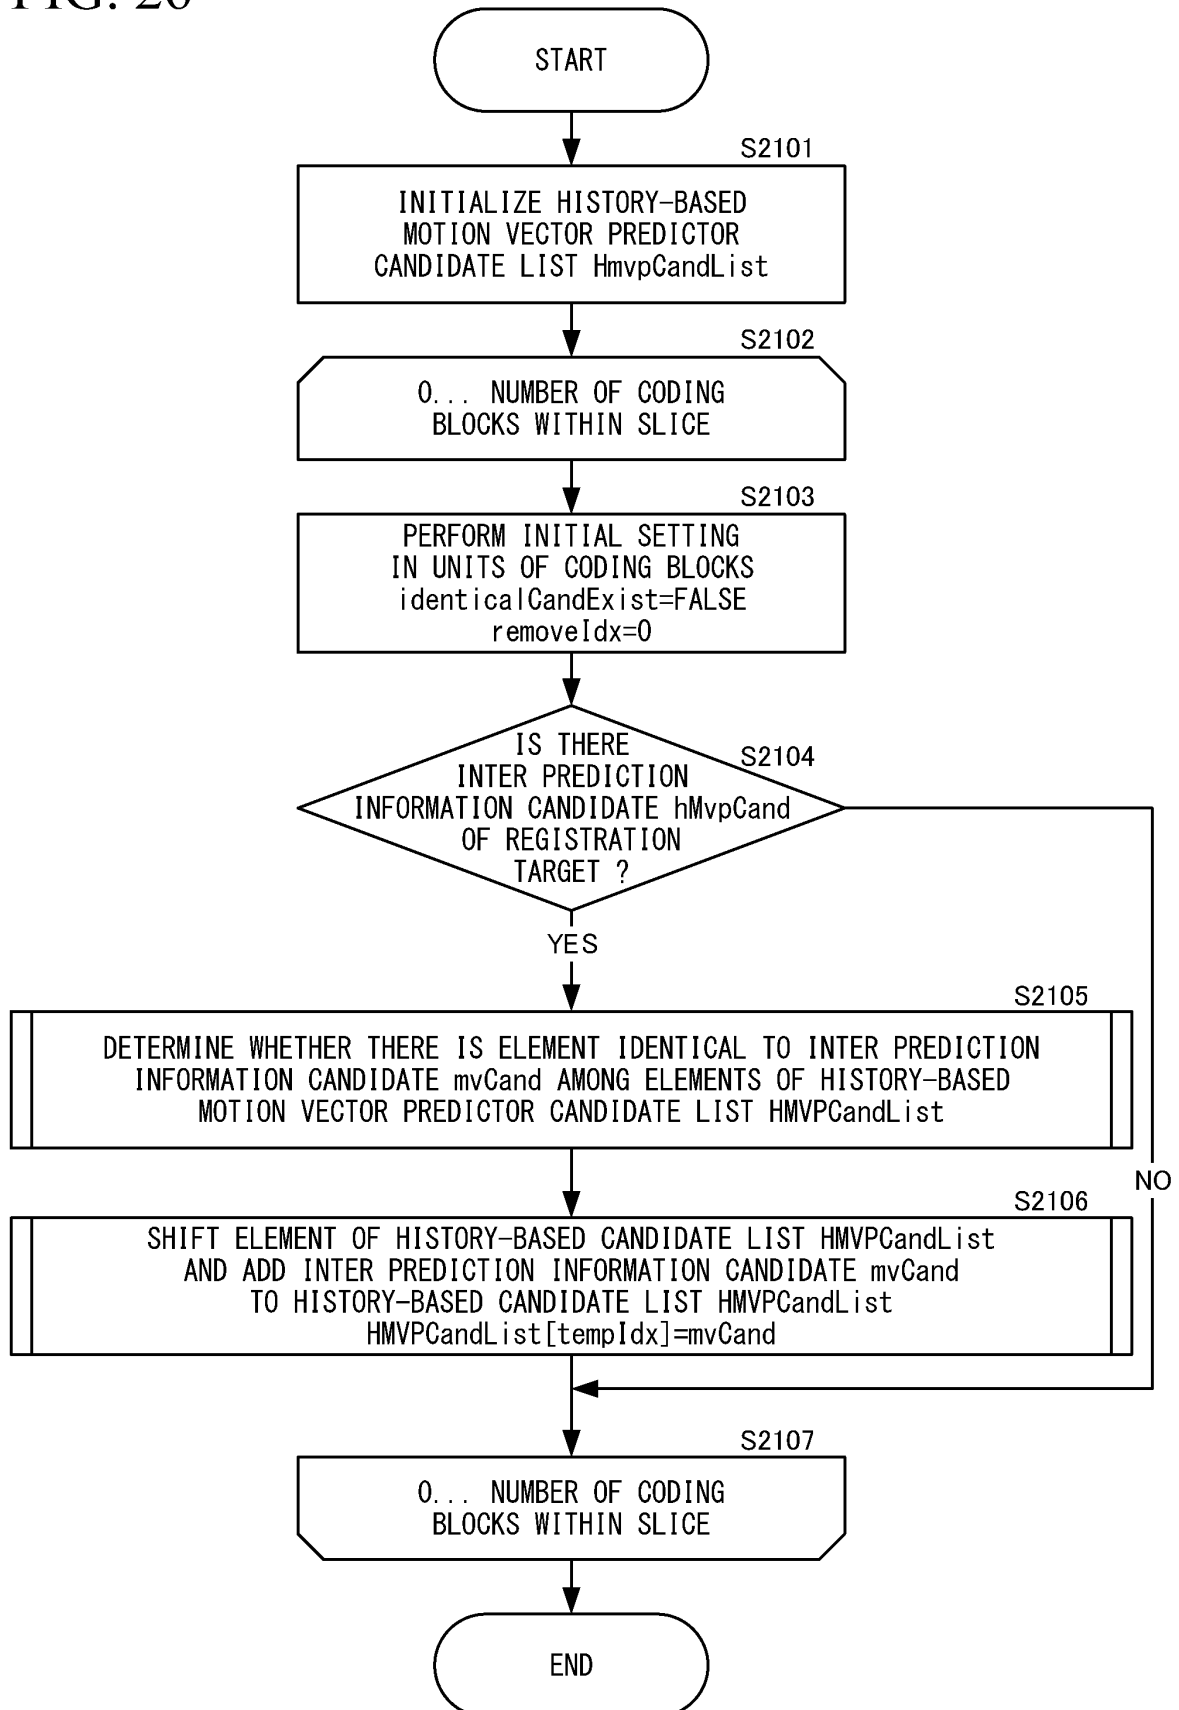 FIG. 26
START
S2101
INITIALIZE HISTORY-BASED
MOTION VECTOR PREDICTOR
CANDIDATE LIST HmvpCandList
S2102
0... NUMBER OF CODING
BLOCKS WITHIN SLICE
S2103
PERFORM INITIAL SETTING
IN UNITS OF CODING BLOCKS
identicalCandExist=FALSE
removeIdx=0
S2104
IS THERE
INTER PREDICTION
INFORMATION CANDIDATE hMvpCand
OF REGISTRATION
TARGET ?
YES
S2105
DETERMINE WHETHER THERE IS ELEMENT IDENTICAL TO INTER PREDICTION
INFORMATION CANDIDATE mvCand AMONG ELEMENTS OF HISTORY-BASED
MOTION VECTOR PREDICTOR CANDIDATE LIST HMVPCandList
NO
S2106
SHIFT ELEMENT OF HISTORY-BASED CANDIDATE LIST HMVPCandList
AND ADD INTER PREDICTION INFORMATION CANDIDATE mvCand
TO HISTORY-BASED CANDIDATE LIST HMVPCandList
HMVPCandList[tempIdx]=mvCand
S2107
0... NUMBER OF CODING
BLOCKS WITHIN SLICE
END